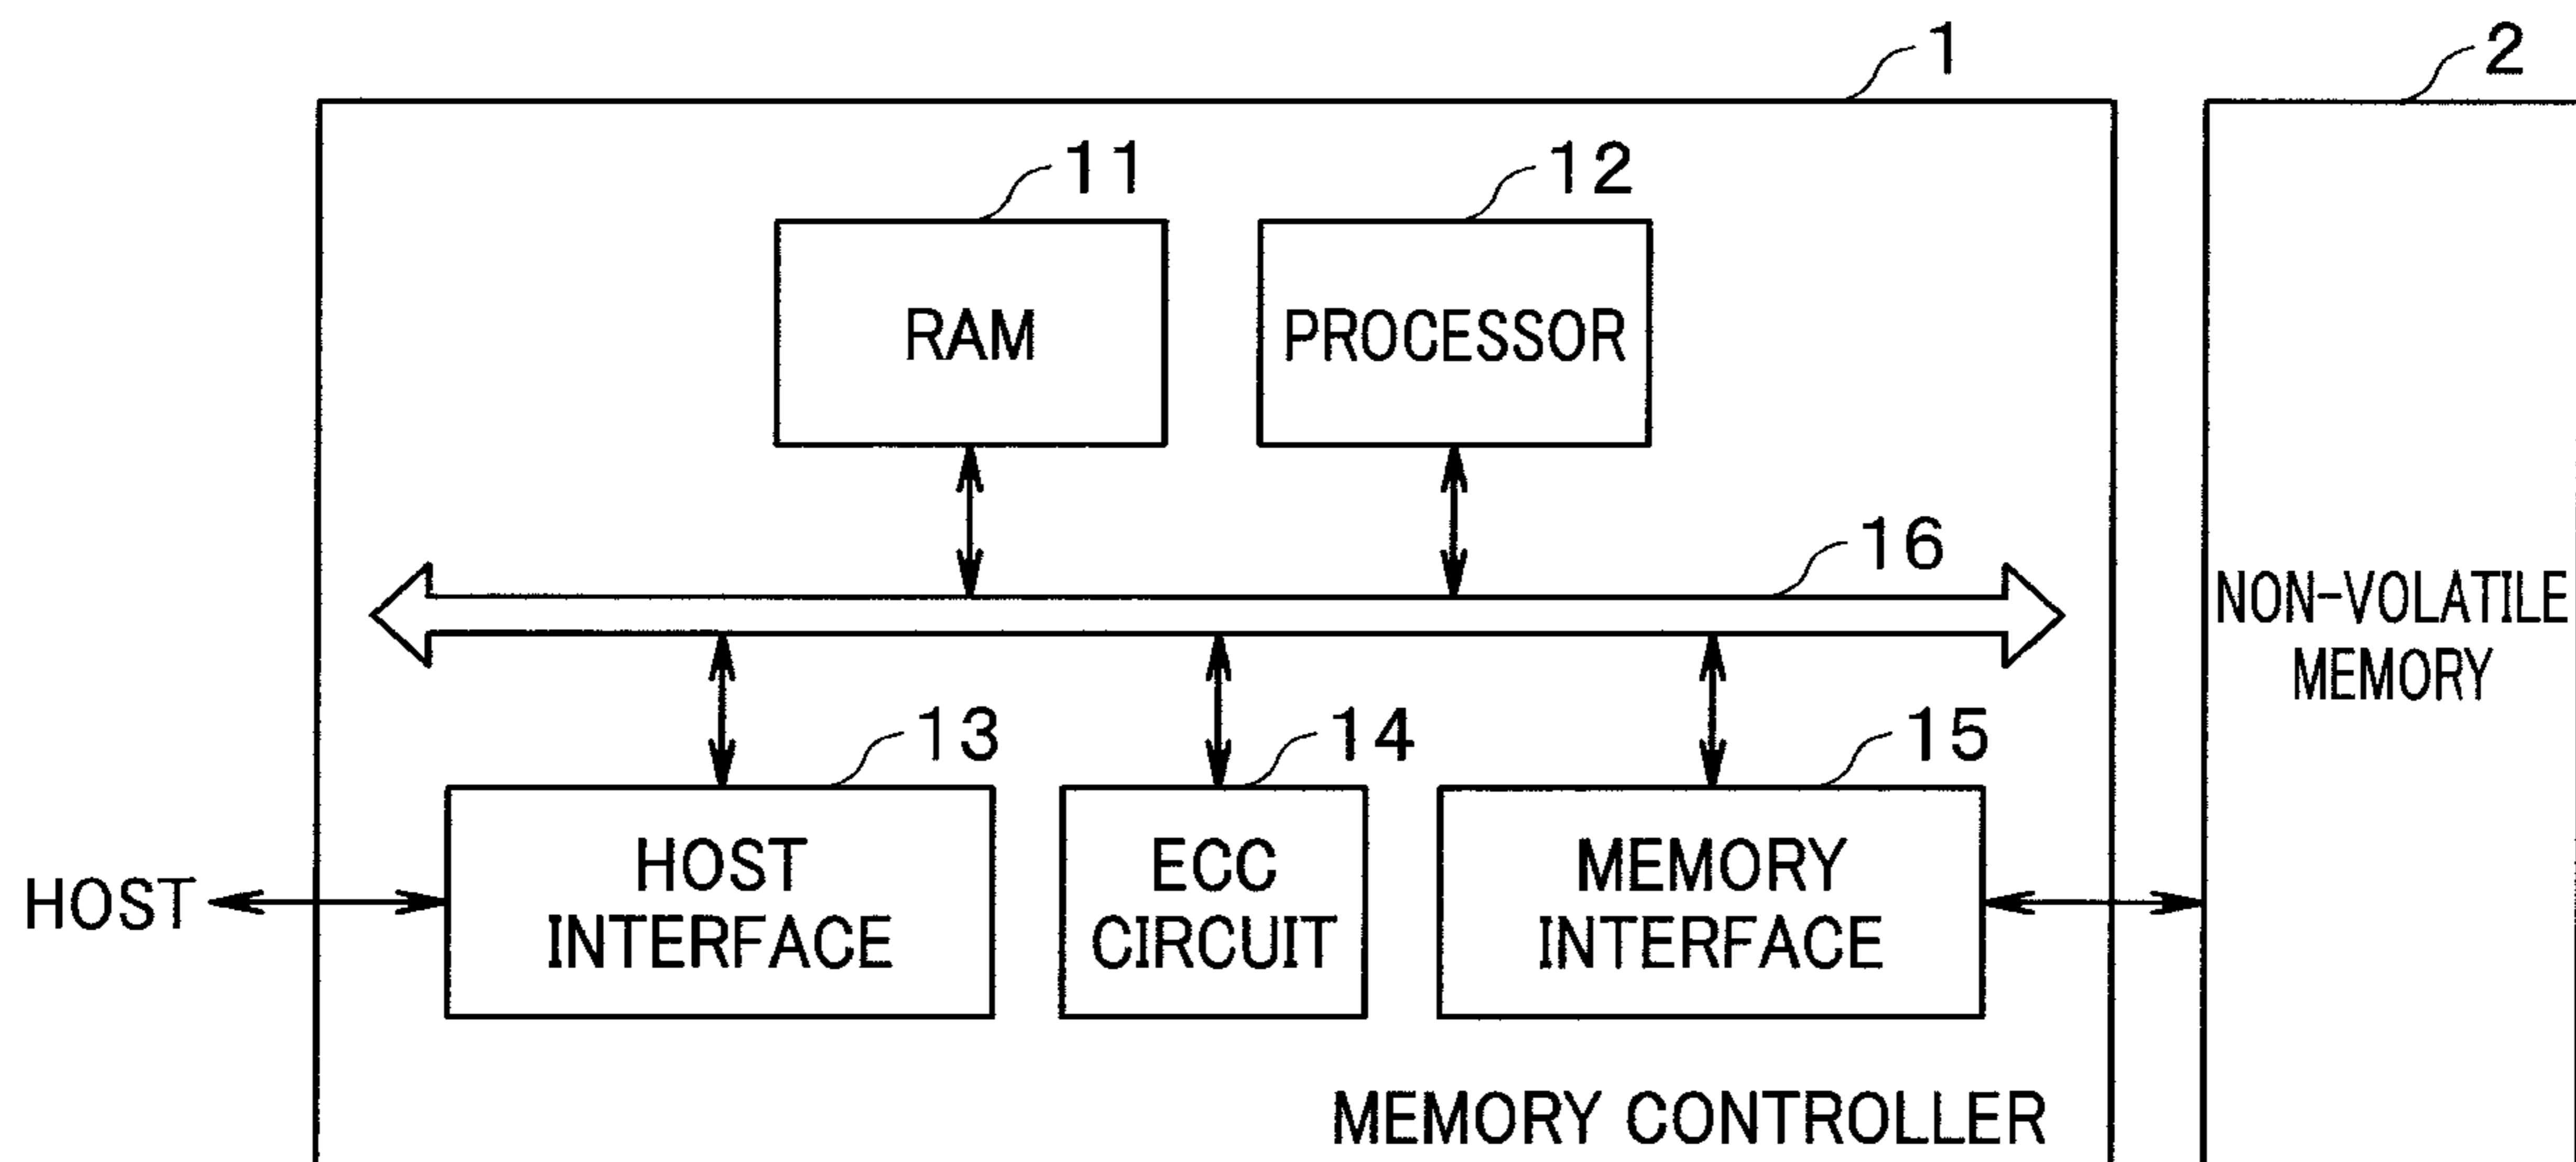 1
2
11
12
RAM
PROCESSOR
16
NON-VOLATILE
MEMORY
13
14
15
HOST
HOST
INTERFACE
ECC
CIRCUIT
MEMORY
INTERFACE
MEMORY CONTROLLER